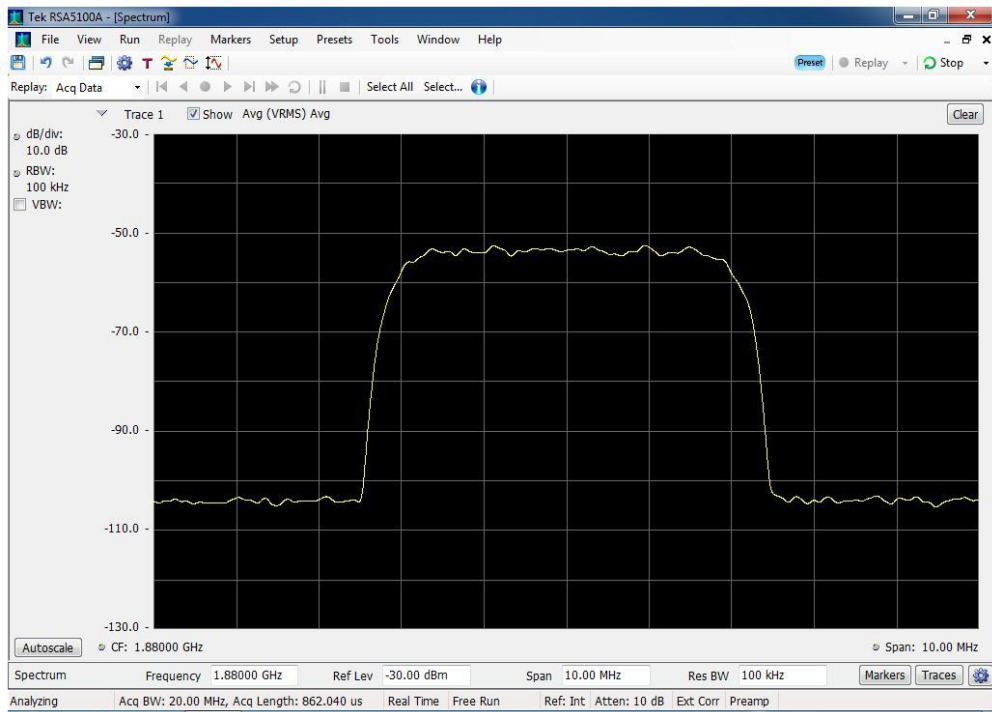 Tek RSA5100A - [Spectrum]
File View Run Replay Markers Setup Presets Tools Window Help
T Preset Replay Stop
Replay: Acq Data Select All Select...
Trace 1 Show Avg (VRMS) Avg Clear
dB/div:
10.0 dB
RBW:
100 kHz
VBW:
-30.0 -
-50.0 -
-70.0 -
-90.0 -
-110.0 -
-130.0 -
Autoscale CF: 1.88000 GHz Span: 10.00 MHz
Spectrum Frequency 1.88000 GHz Ref Lev -30.00 dBm Span 10.00 MHz Res BW 100 kHz Markers Traces
Analyzing Acq BW: 20.00 MHz, Acq Length: 862.040 us Real Time Free Run Ref: Int Atten: 10 dB Ext Corr Preamp